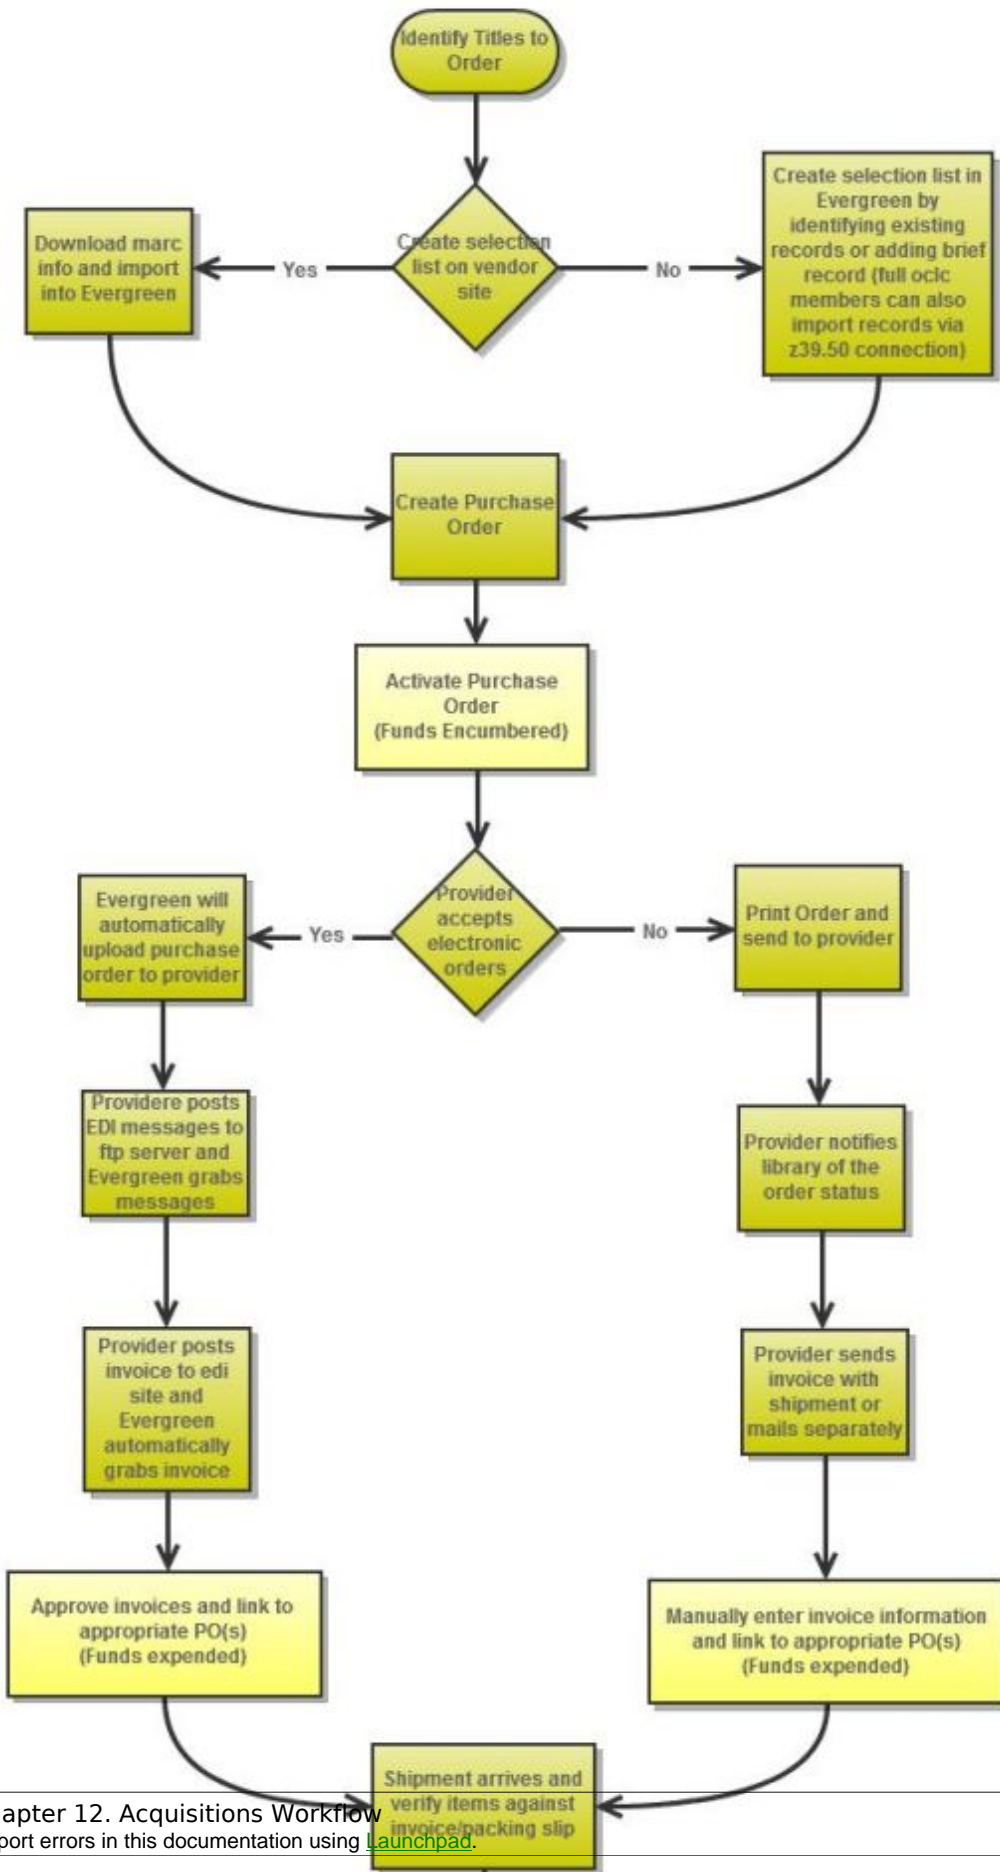 Identify Titles to
Order
Create selection
list on vendor
site
Yes
No
Download marc
info and import
into Evergreen
Create selection list in
Evergreen by
identifying existing
records or adding brief
record (full oclc
members can also
import records via
z39.50 connection)
Create Purchase
Order
Activate Purchase
Order
(Funds Encumbered)
Provider
accepts
electronic
orders
Yes
No
Evergreen will
automatically
upload purchase
order to provider
Print Order and
send to provider
Providere posts
EDI messages to
ftp server and
Evergreen grabs
messages
Provider notifies
library of the
order status
Provider posts
invoice to edi
site and
Evergreen
automatically
grabs invoice
Provider sends
invoice with
shipment or
mails separately
Approve invoices and link to
appropriate PO(s)
(Funds expended)
Manually enter invoice information
and link to appropriate PO(s)
(Funds expended)
Shipment arrives and
verify items against
invoice/packing slip
apter 12. Acquisitions Workflow
port errors in this documentation using Launchpad.